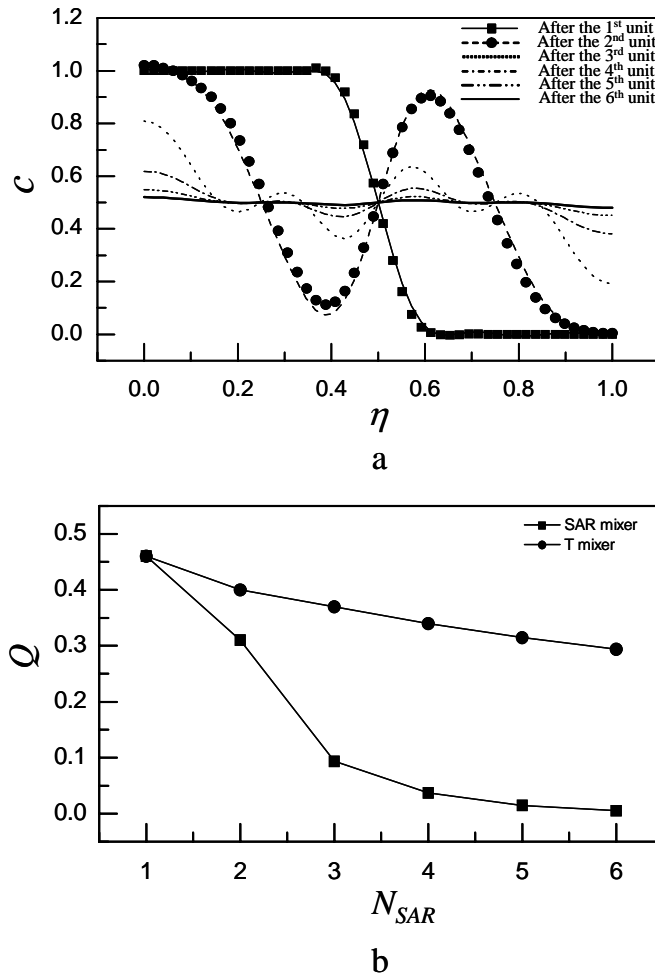 After the 1st unit
After the 2nd unit
After the 3rd unit
After the 4th unit
After the 5th unit
After the 6th unit
1.0
0.8
0.6
0.4
0.2
0.0
c
0.0 0.2 0.4 0.6 0.8 1.0
η
a
SAR mixer
T mixer
0.5
0.4
0.3
0.2
0.1
0.0
Q
1 2 3 4 5 6
N_SAR
b